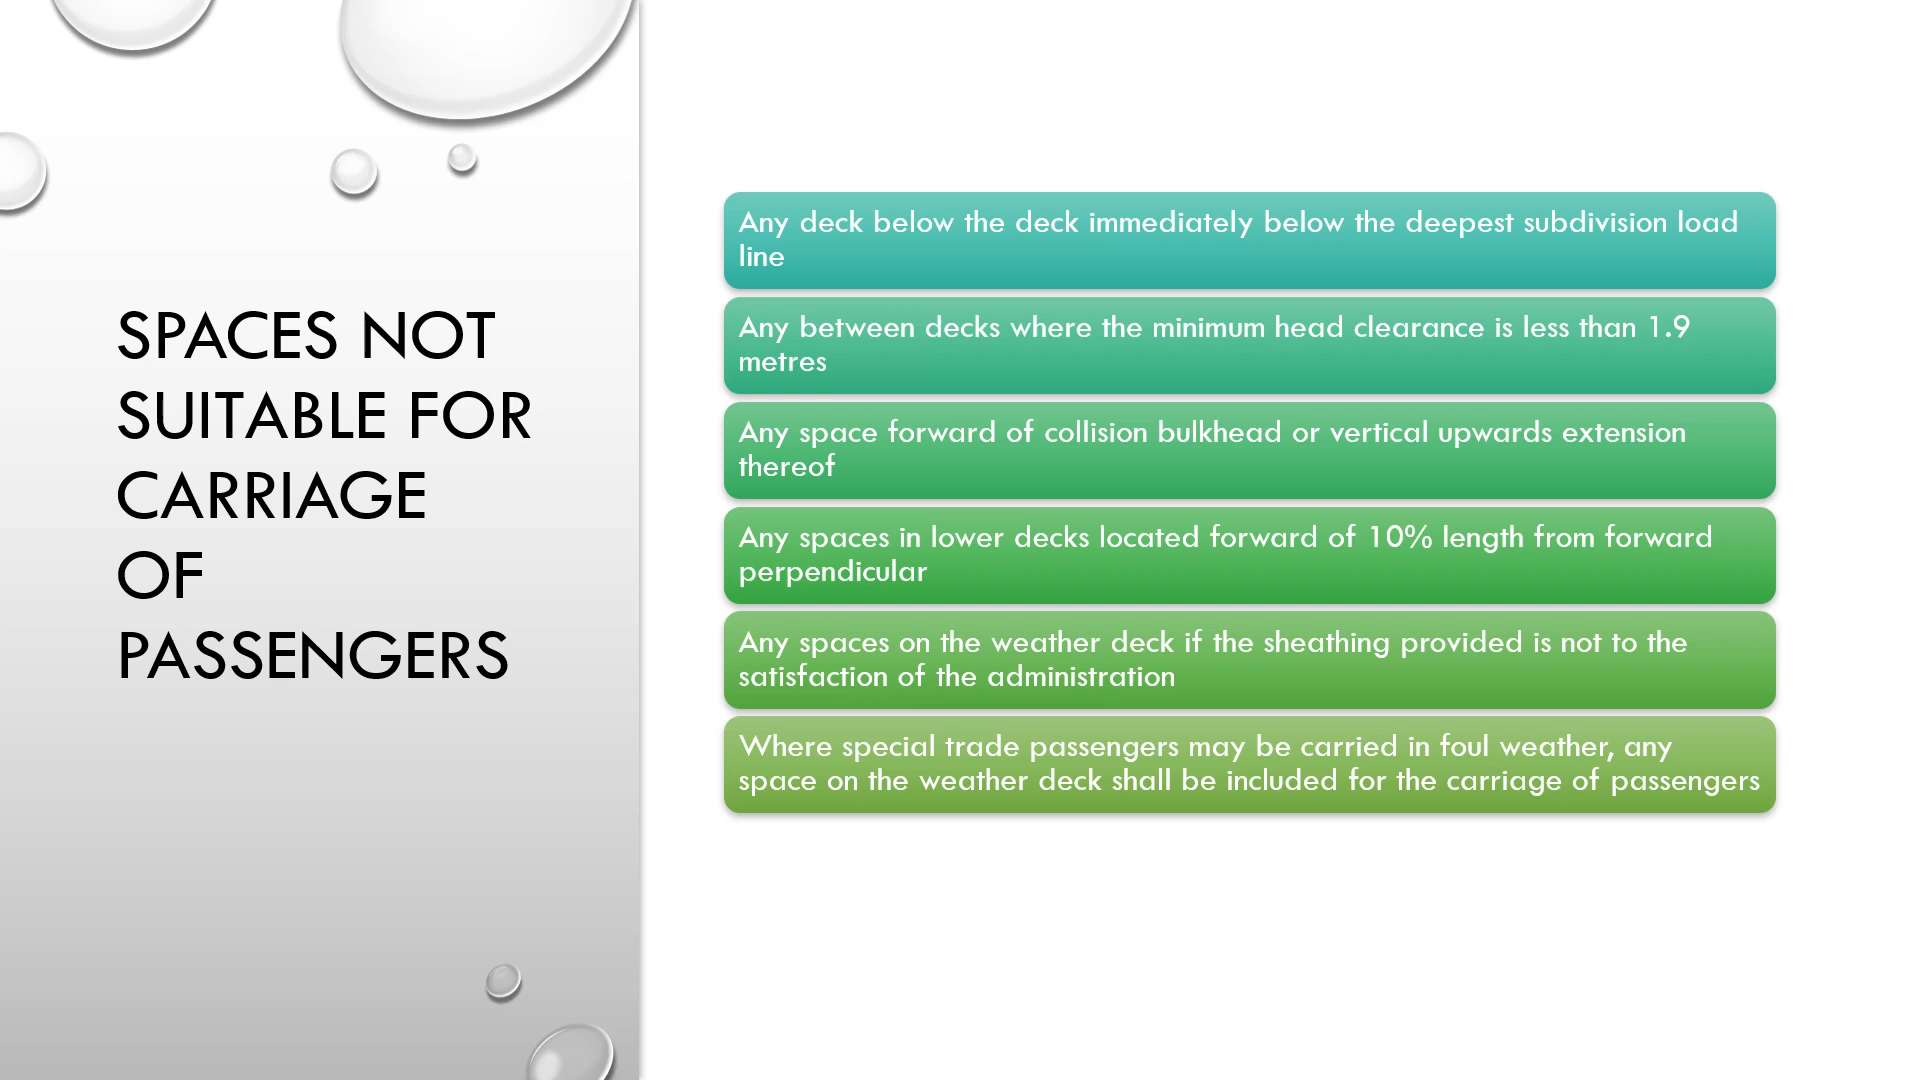 SPACES NOT
SUITABLE FOR
CARRIAGE
OF
PASSENGERS
Any deck below the deck immediately below the deepest subdivision load
line
Any between decks where the minimum head clearance is less than 1.9
metres
Any space forward of collision bulkhead or vertical upwards extension
thereof
Any spaces in lower decks located forward of 10% length from forward
perpendicular
Any spaces on the weather deck if the sheathing provided is not to the
satisfaction of the administration
Where special trade passengers may be carried in foul weather, any
space on the weather deck shall be included for the carriage of passengers